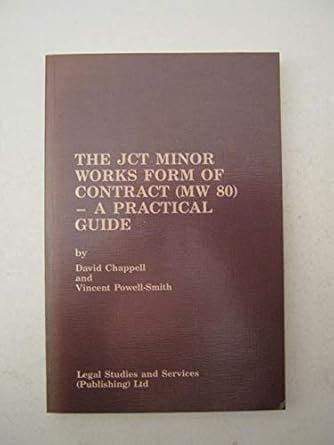 THE JCT MINOR
WORKS FORM OF
CONTRACT (MW 80)
– A PRACTICAL
GUIDE
by
David Chappell
and
Vincent Powell-Smith
Legal Studies and Services
(Publishing) Ltd